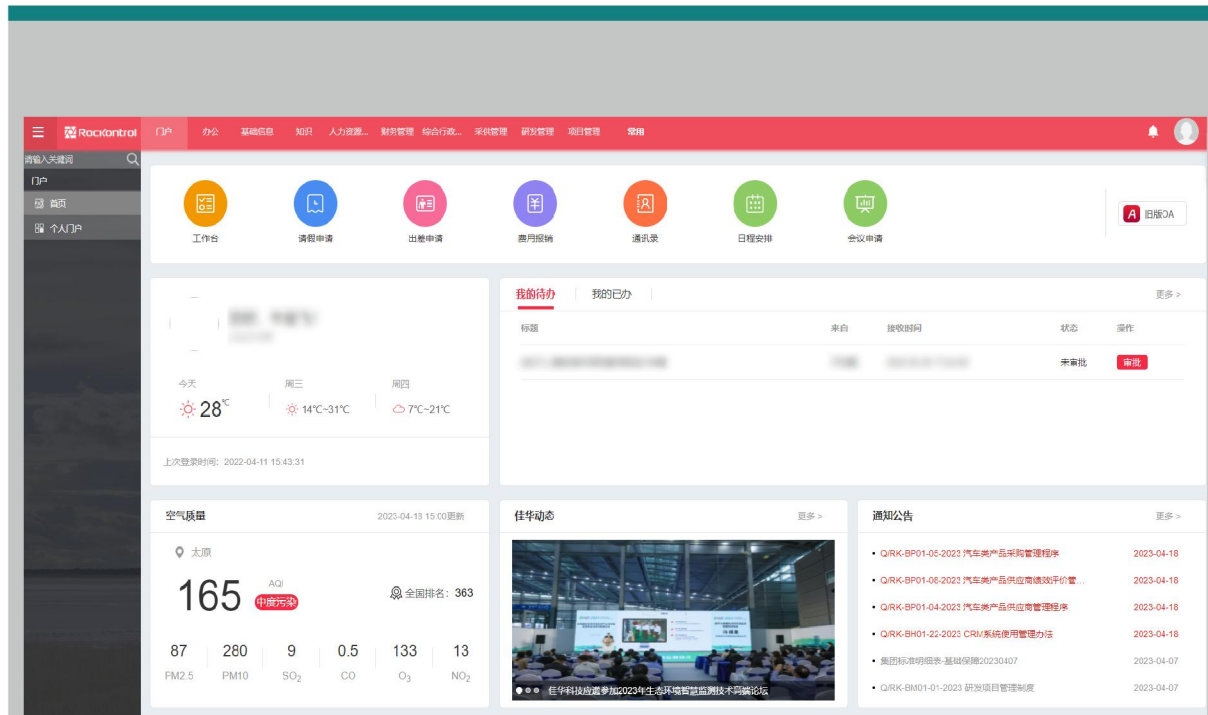 Rockontrol 门户 办公 基础信息 知识 人力资源... 财务管理 综合行政... 采供管理 研发管理 项目管理 常用
请输入关键词
门户
首页
个人门户
工作台 请假申请 出差申请 费用报销 通讯录 日程安排 会议申请
旧版OA
我的待办 我的已办 更多 >
标题 来自 接收时间 状态 操作
未审批 审批
今天 周三 周四
28℃ 14℃~31℃ 7℃~21℃
上次登录时间: 2022-04-11 15:43:31
空气质量 2023-04-18 15:00更新
太原
165 AQI 中度污染 全国排名: 363
87 280 9 0.5 133 13
PM2.5 PM10 SO2 CO O3 NO2
佳华动态 更多 >
佳华科技应邀参加2023年生态环境智慧监测技术高端论坛
通知公告 更多 >
Q/RK-BP01-05-2023 汽车类产品采购管理程序 2023-04-18
Q/RK-BP01-08-2023 汽车类产品供应商绩效评价管... 2023-04-18
Q/RK-BP01-04-2023 汽车类产品供应商管理程序 2023-04-18
Q/RK-BH01-22-2023 CRM系统使用管理办法 2023-04-18
集团标准明细表-基础保障20230407 2023-04-07
Q/RK-BM01-01-2023 研发项目管理制度 2023-04-07